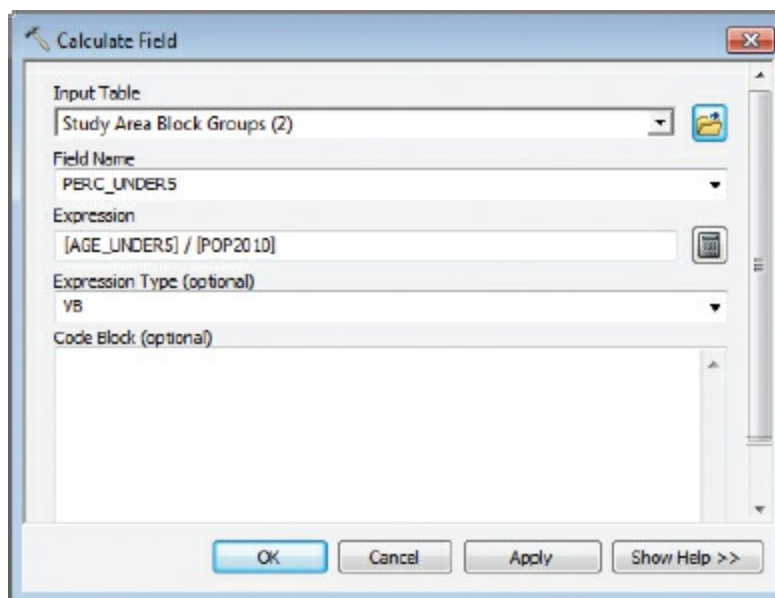 Calculate Field
Input Table
Study Area Block Groups (2)
Field Name
PERC_UNDER5
Expression
[AGE_UNDER5] / [POP2010]
Expression Type (optional)
VB
Code Block (optional)
OK Cancel Apply Show Help >>